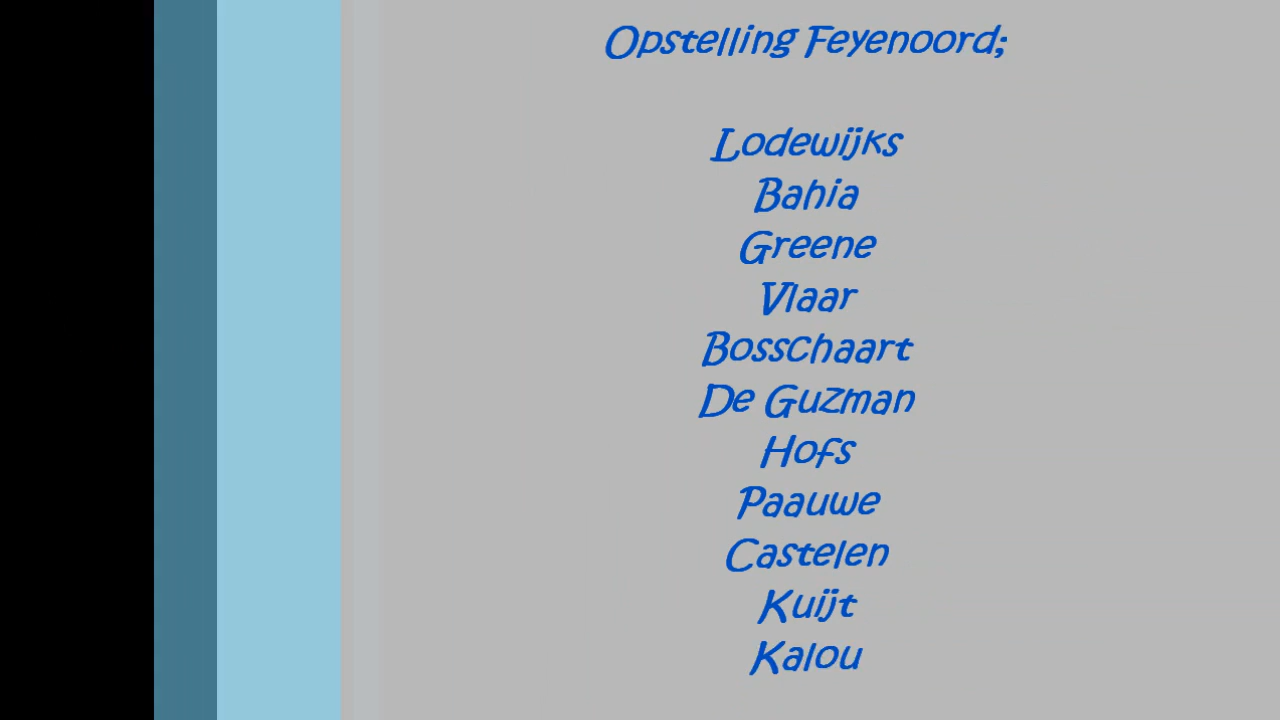 Opstelling Feyenoord;
Lodewijks
Bahia
Greene
Vlaar
Bosschaart
De Guzman
Hofs
Paauwe
Castelen
Kuijt
Kalou